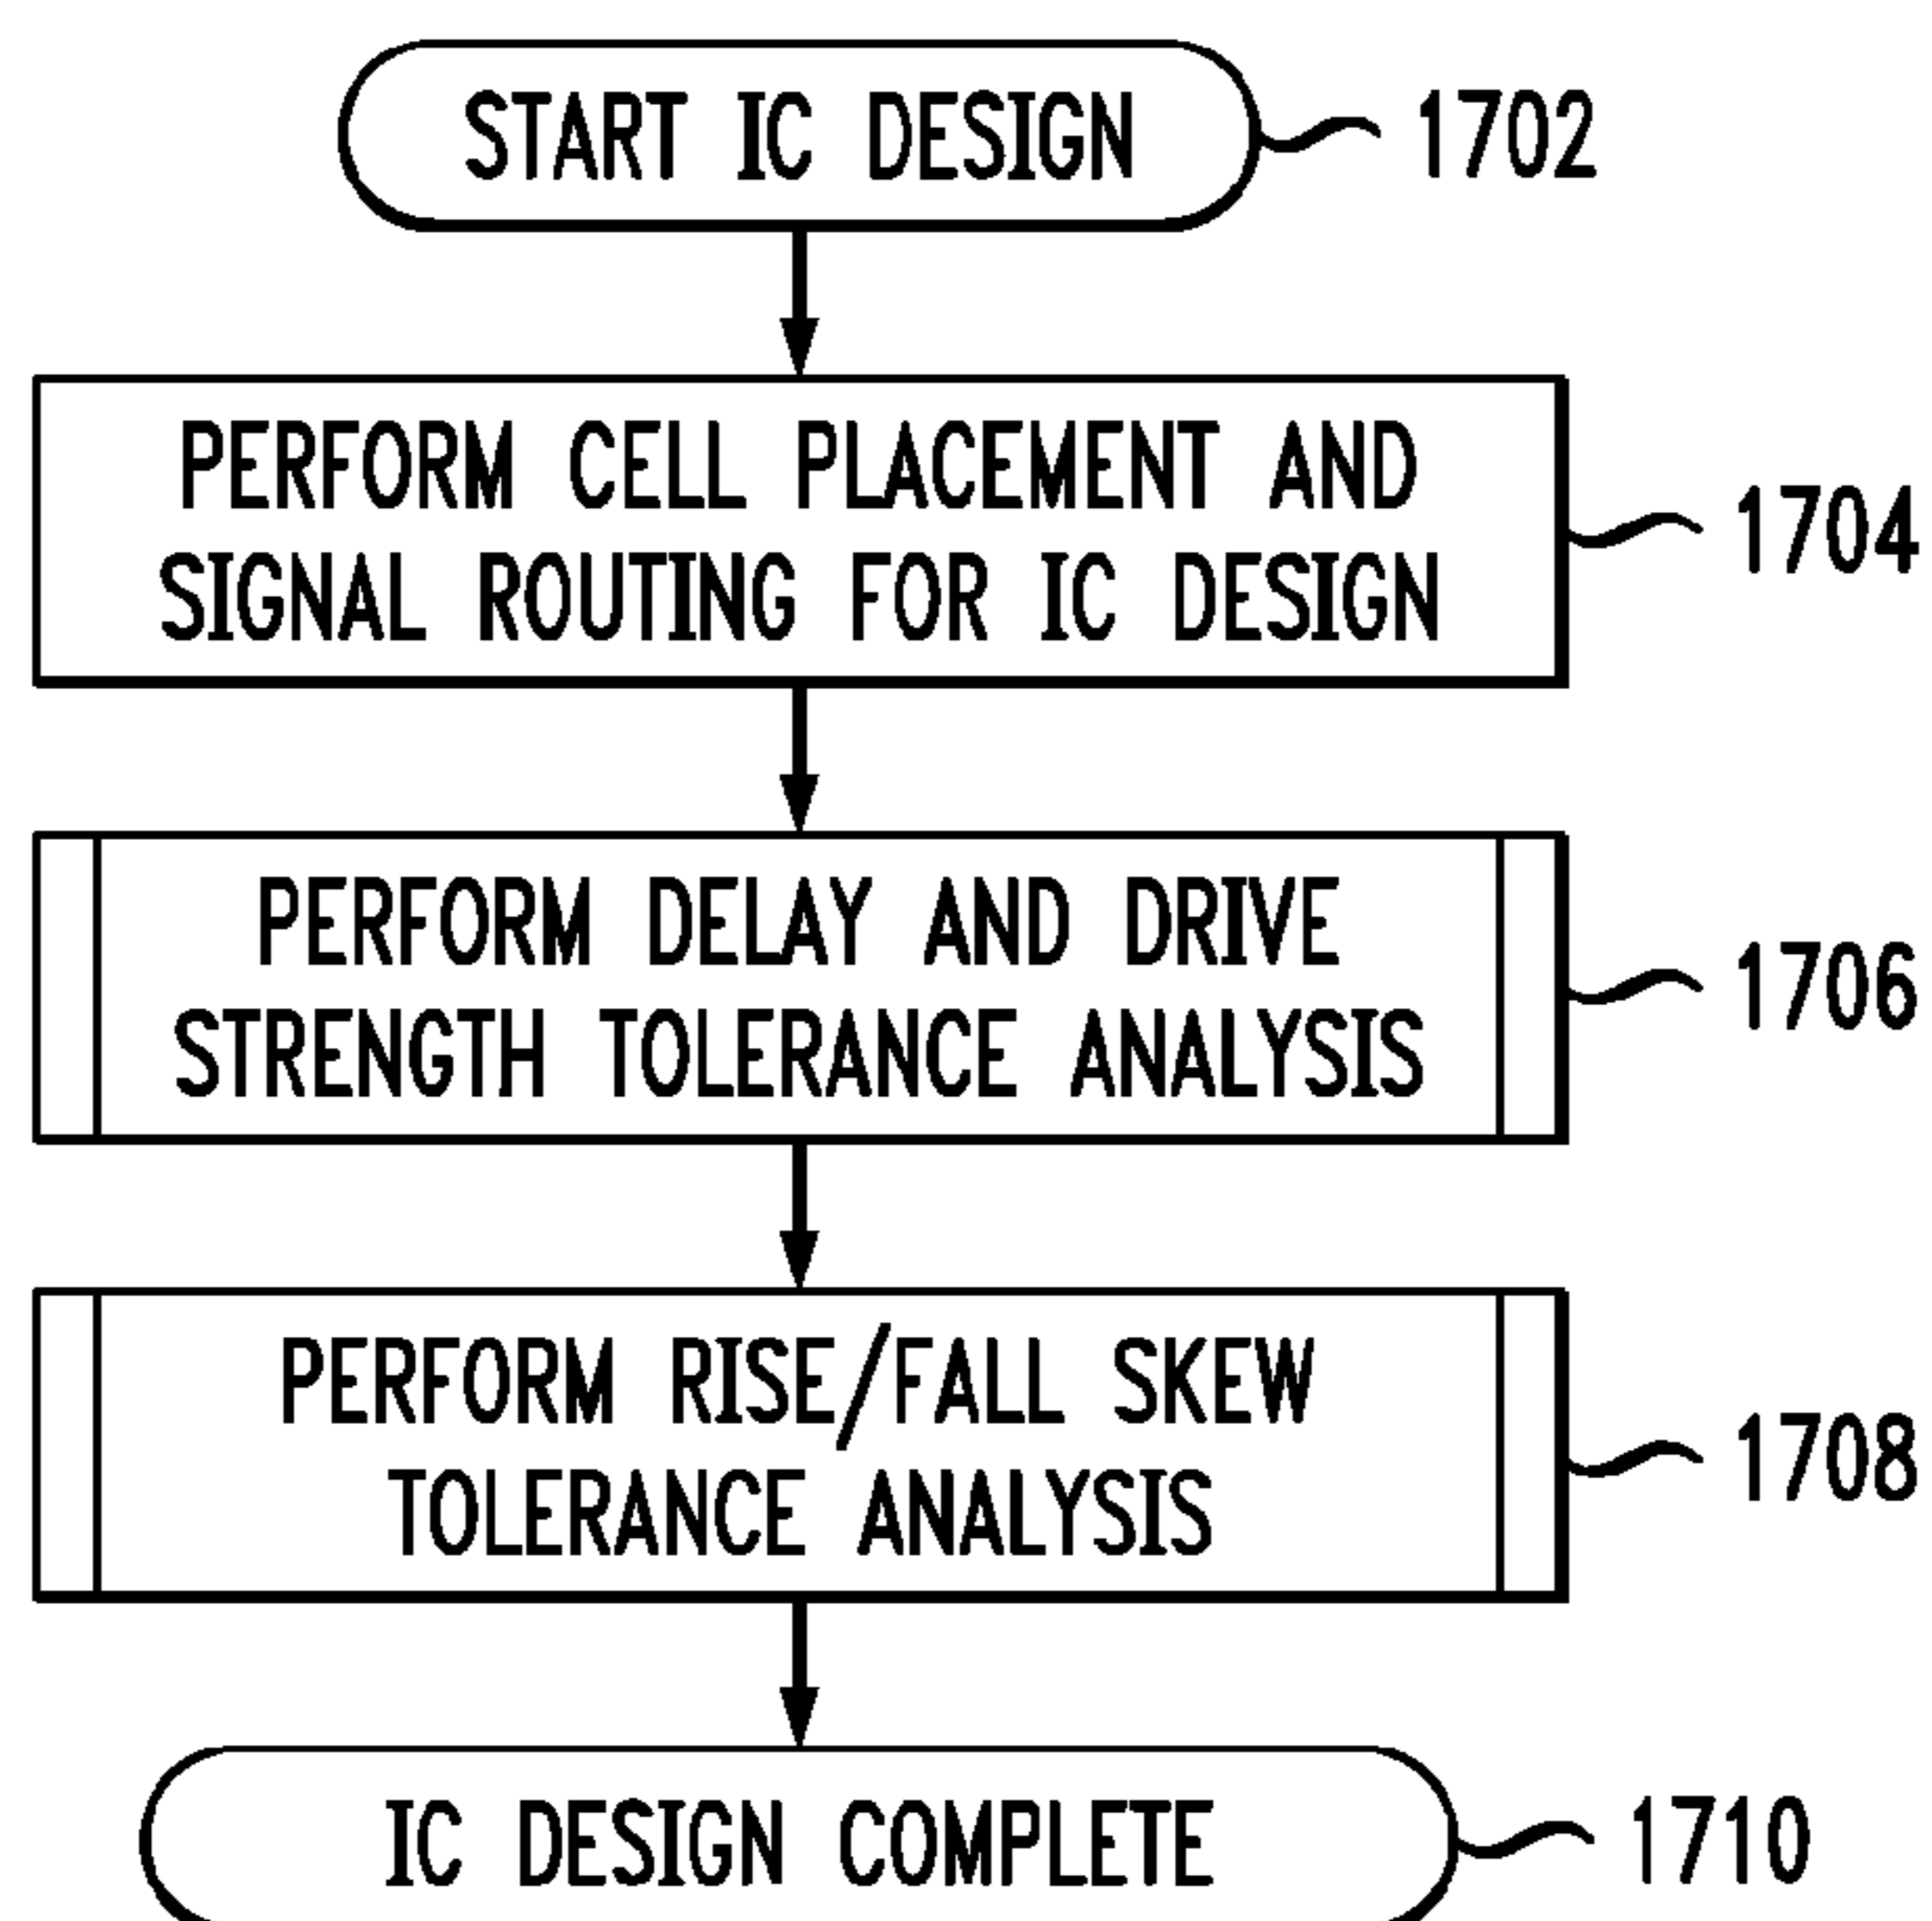 START IC DESIGN
1702
PERFORM CELL PLACEMENT AND
SIGNAL ROUTING FOR IC DESIGN
1704
PERFORM DELAY AND DRIVE
STRENGTH TOLERANCE ANALYSIS
1706
PERFORM RISE/FALL SKEW
TOLERANCE ANALYSIS
1708
IC DESIGN COMPLETE
1710